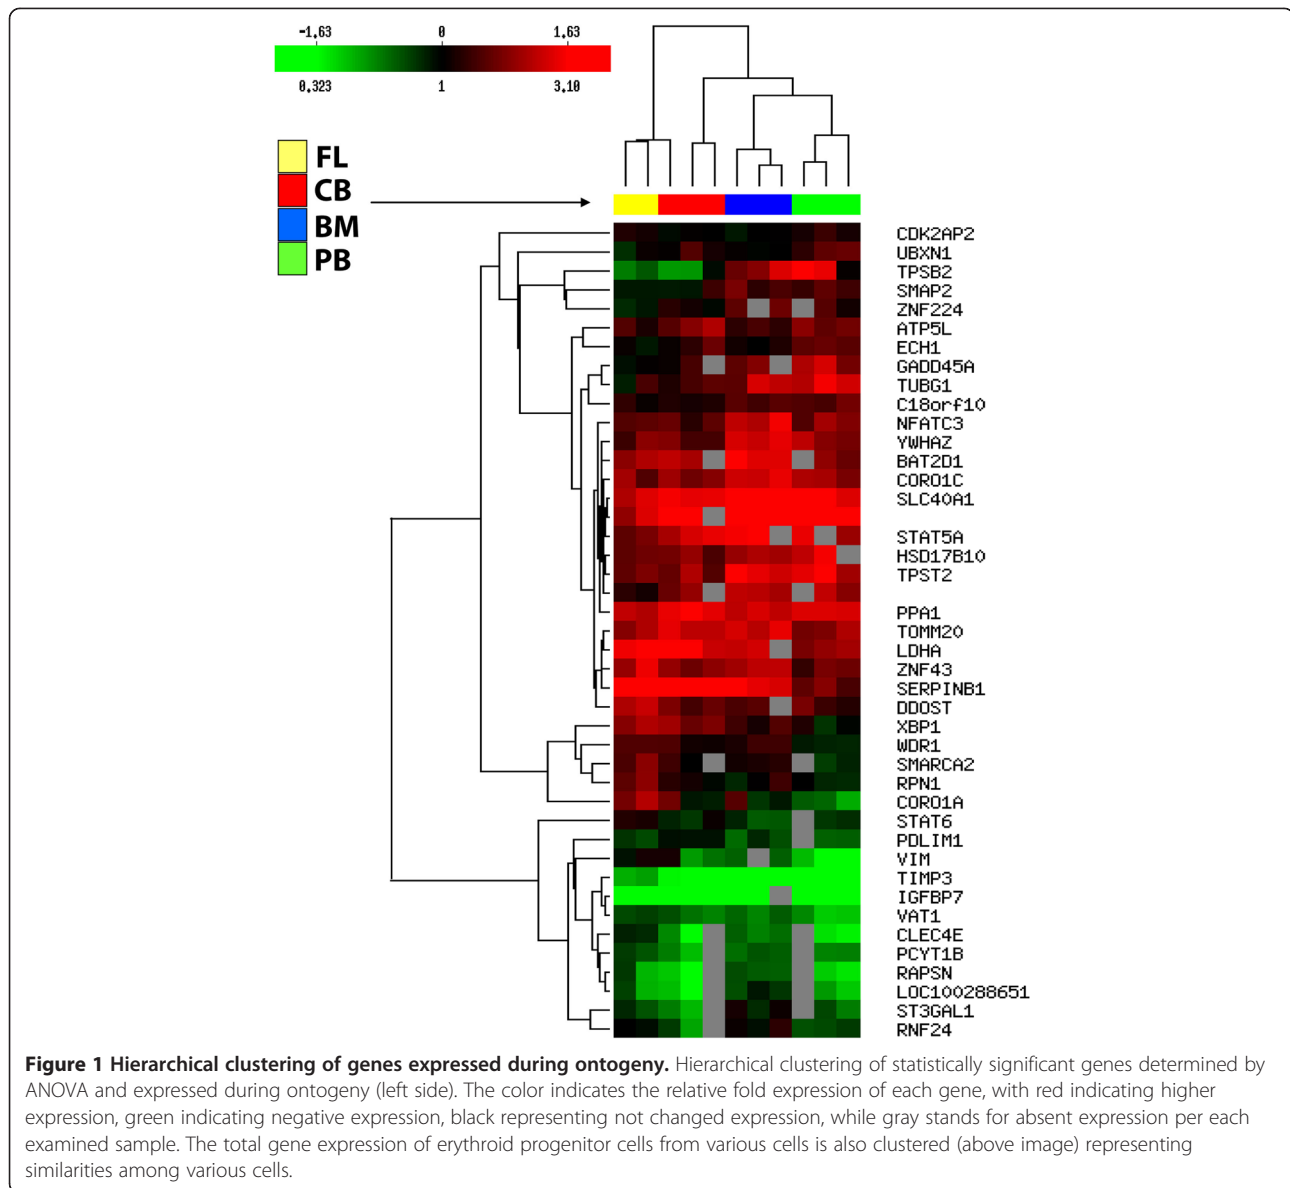 -1,63 0 1,63
0,323 1 3,10
FL
CB
BM
PB
CDK2AP2
UBXN1
TPSB2
SMAP2
ZNF224
ATP5L
ECH1
GADD45A
TUBG1
C18orf10
NFATC3
YWHAZ
BAT2D1
CORO1C
SLC40A1
STAT5A
HSD17B10
TPST2
PPA1
TOMM20
LDHA
ZNF43
SERPINB1
DDOST
XBP1
WDR1
SMARCA2
RPN1
CORO1A
STAT6
PDLIM1
VIM
TIMP3
IGFBP7
VAT1
CLEC4E
PCYT1B
RAPSN
LOC100288651
ST3GAL1
RNF24
Figure 1 Hierarchical clustering of genes expressed during ontogeny. Hierarchical clustering of statistically significant genes determined by
ANOVA and expressed during ontogeny (left side). The color indicates the relative fold expression of each gene, with red indicating higher
expression, green indicating negative expression, black representing not changed expression, while gray stands for absent expression per each
examined sample. The total gene expression of erythroid progenitor cells from various cells is also clustered (above image) representing
similarities among various cells.